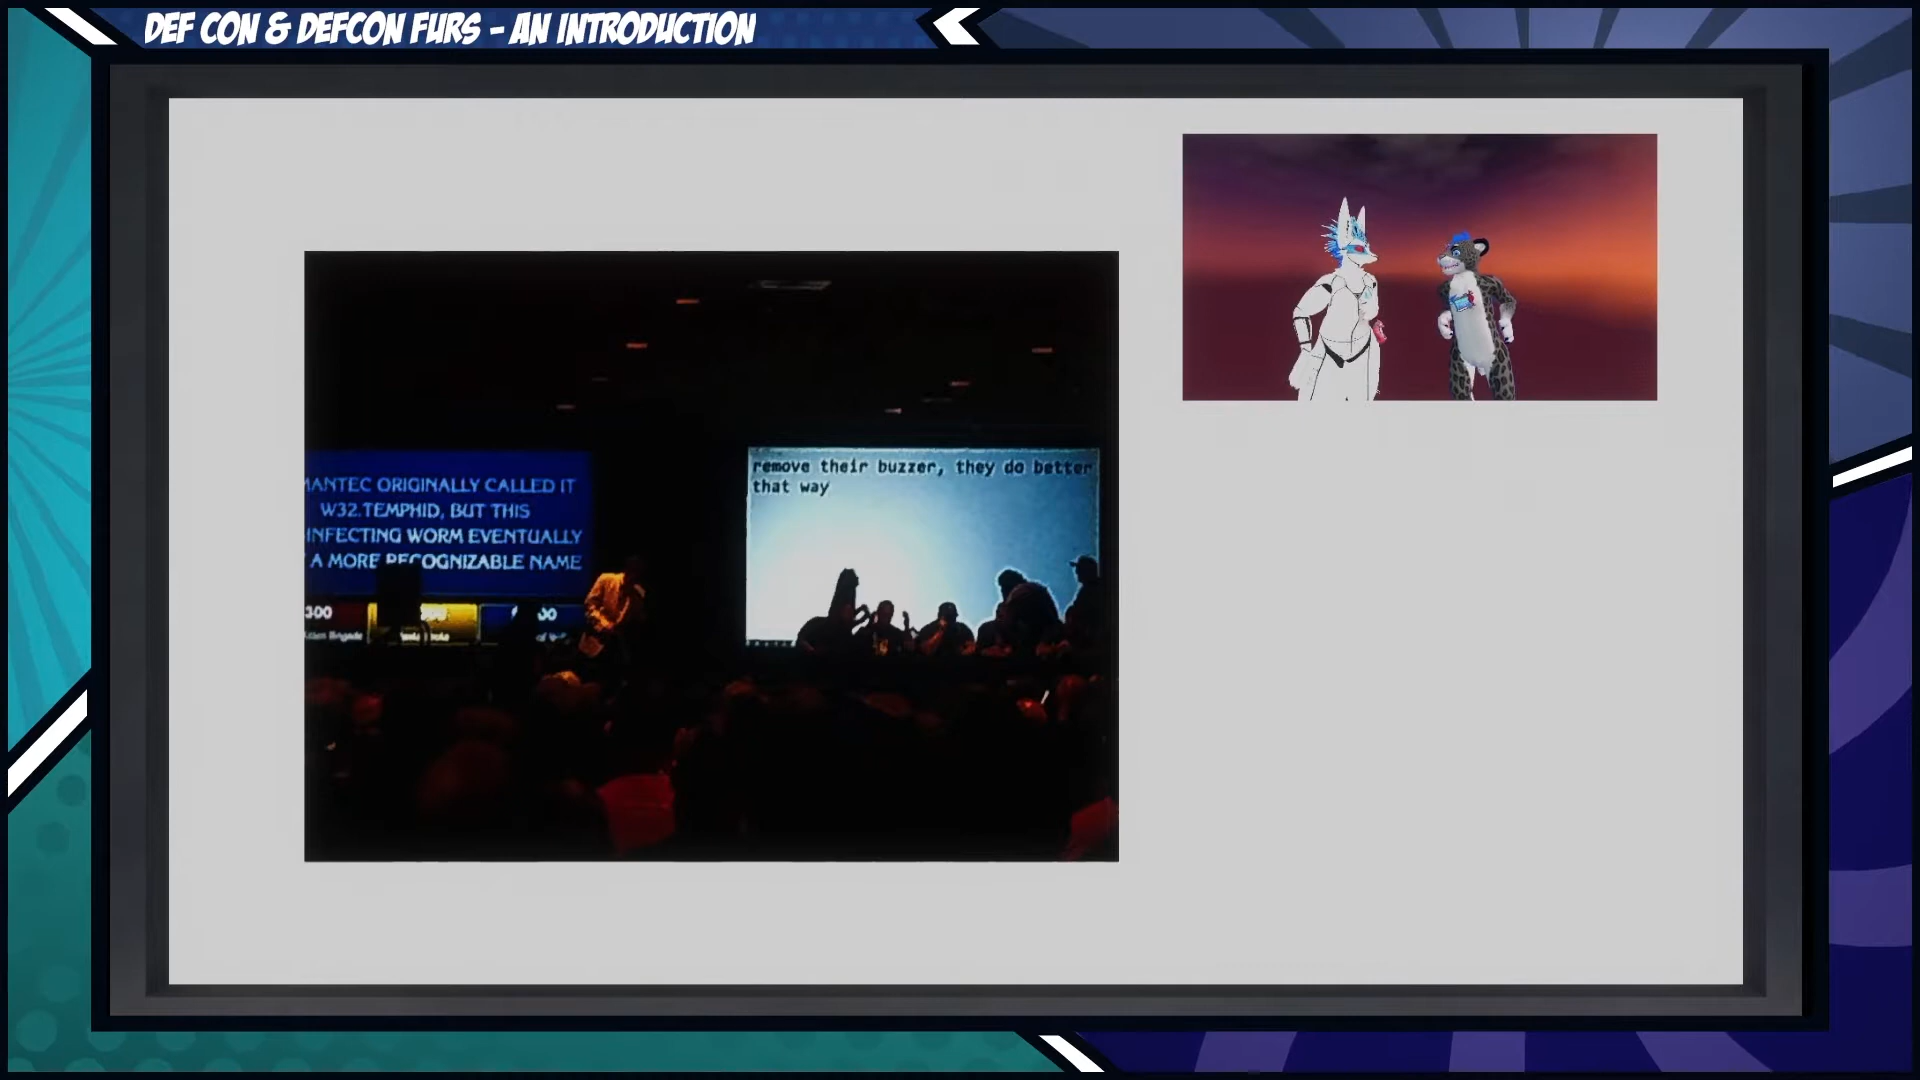 DEF CON & DEFCON FURS - AN INTRODUCTION
MANTEC ORIGINALLY CALLED IT
W32.TEMPHID, BUT THIS
INFECTING WORM EVENTUALLY
A MORE RECOGNIZABLE NAME
remove their buzzer, they do better
that way